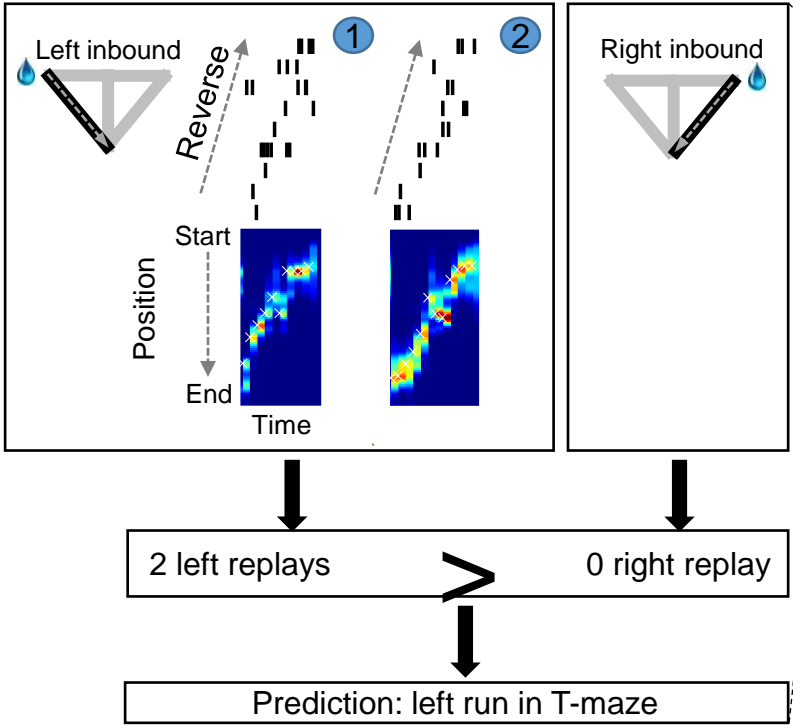 Left inbound
Reverse
1
2
Right inbound
Start
Position
End
Time
2 left replays
>
0 right replay
Prediction: left run in T-maze